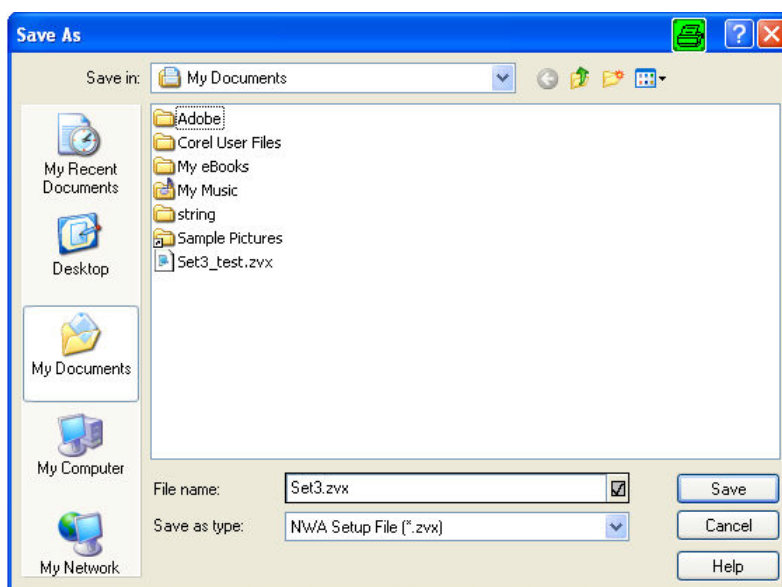 Save As
?
Save in:
My Documents
My Recent
Documents
Desktop
My Documents
My Computer
My Network
Adobe
Corel User Files
My eBooks
My Music
string
Sample Pictures
Set3_test.zvx
File name:
Set3.zvx
Save
Save as type:
NWA Setup File (*.zvx)
Cancel
Help